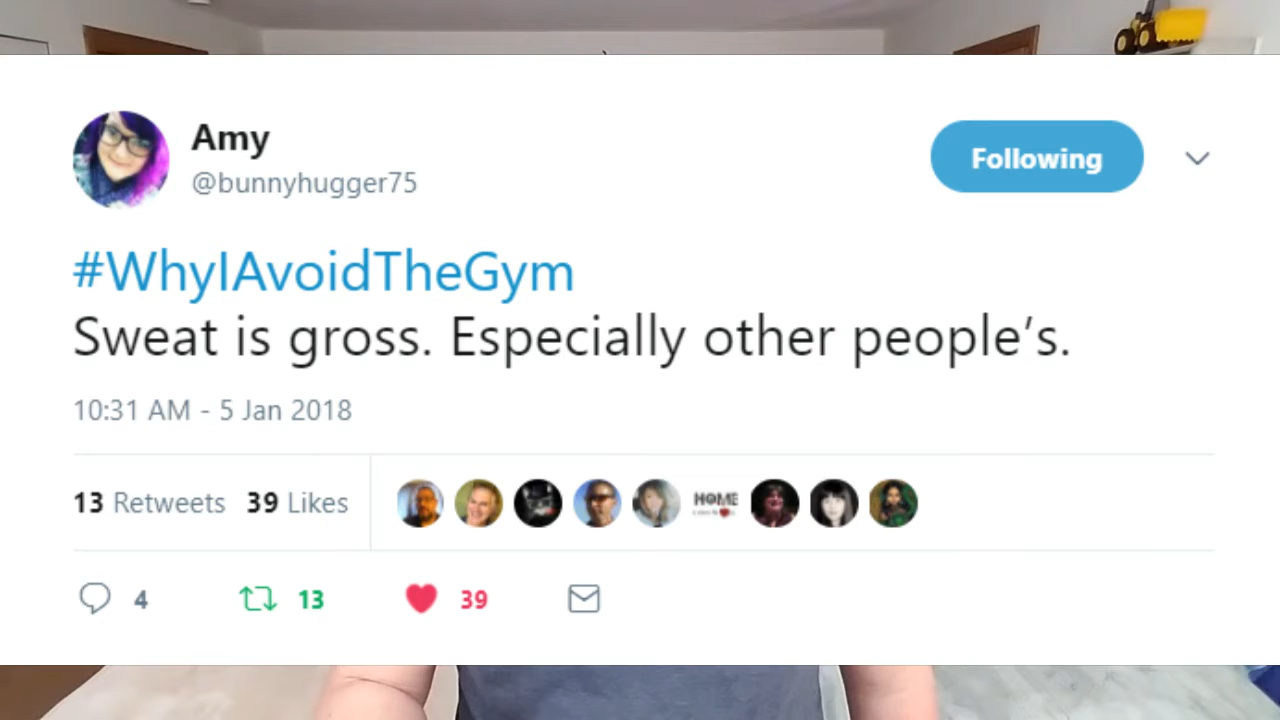 Amy
@bunnyhugger75
Following
#WhyIAvoidTheGym
Sweat is gross. Especially other people's.
10:31 AM - 5 Jan 2018
13 Retweets 39 Likes
HOME
4 13 39